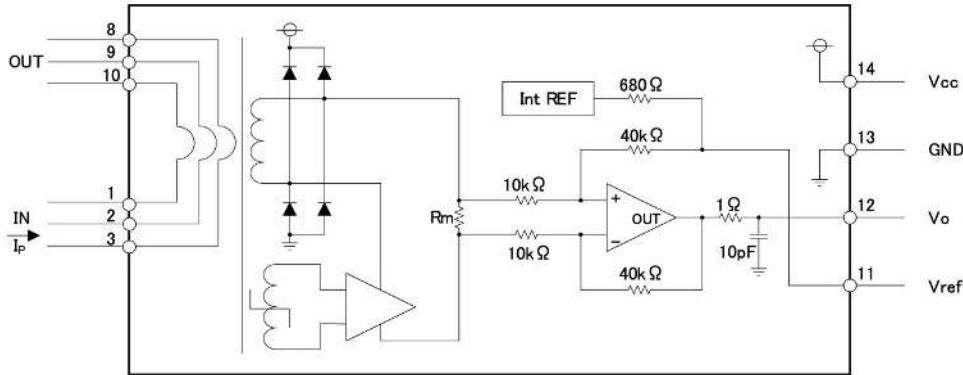 8
OUT
9
10
1
IN
2
IP
3
Int REF
680Ω
40kΩ
10kΩ
Rm
10kΩ
+
OUT
−
40kΩ
1Ω
10pF
14
Vcc
13
GND
12
Vo
11
Vref